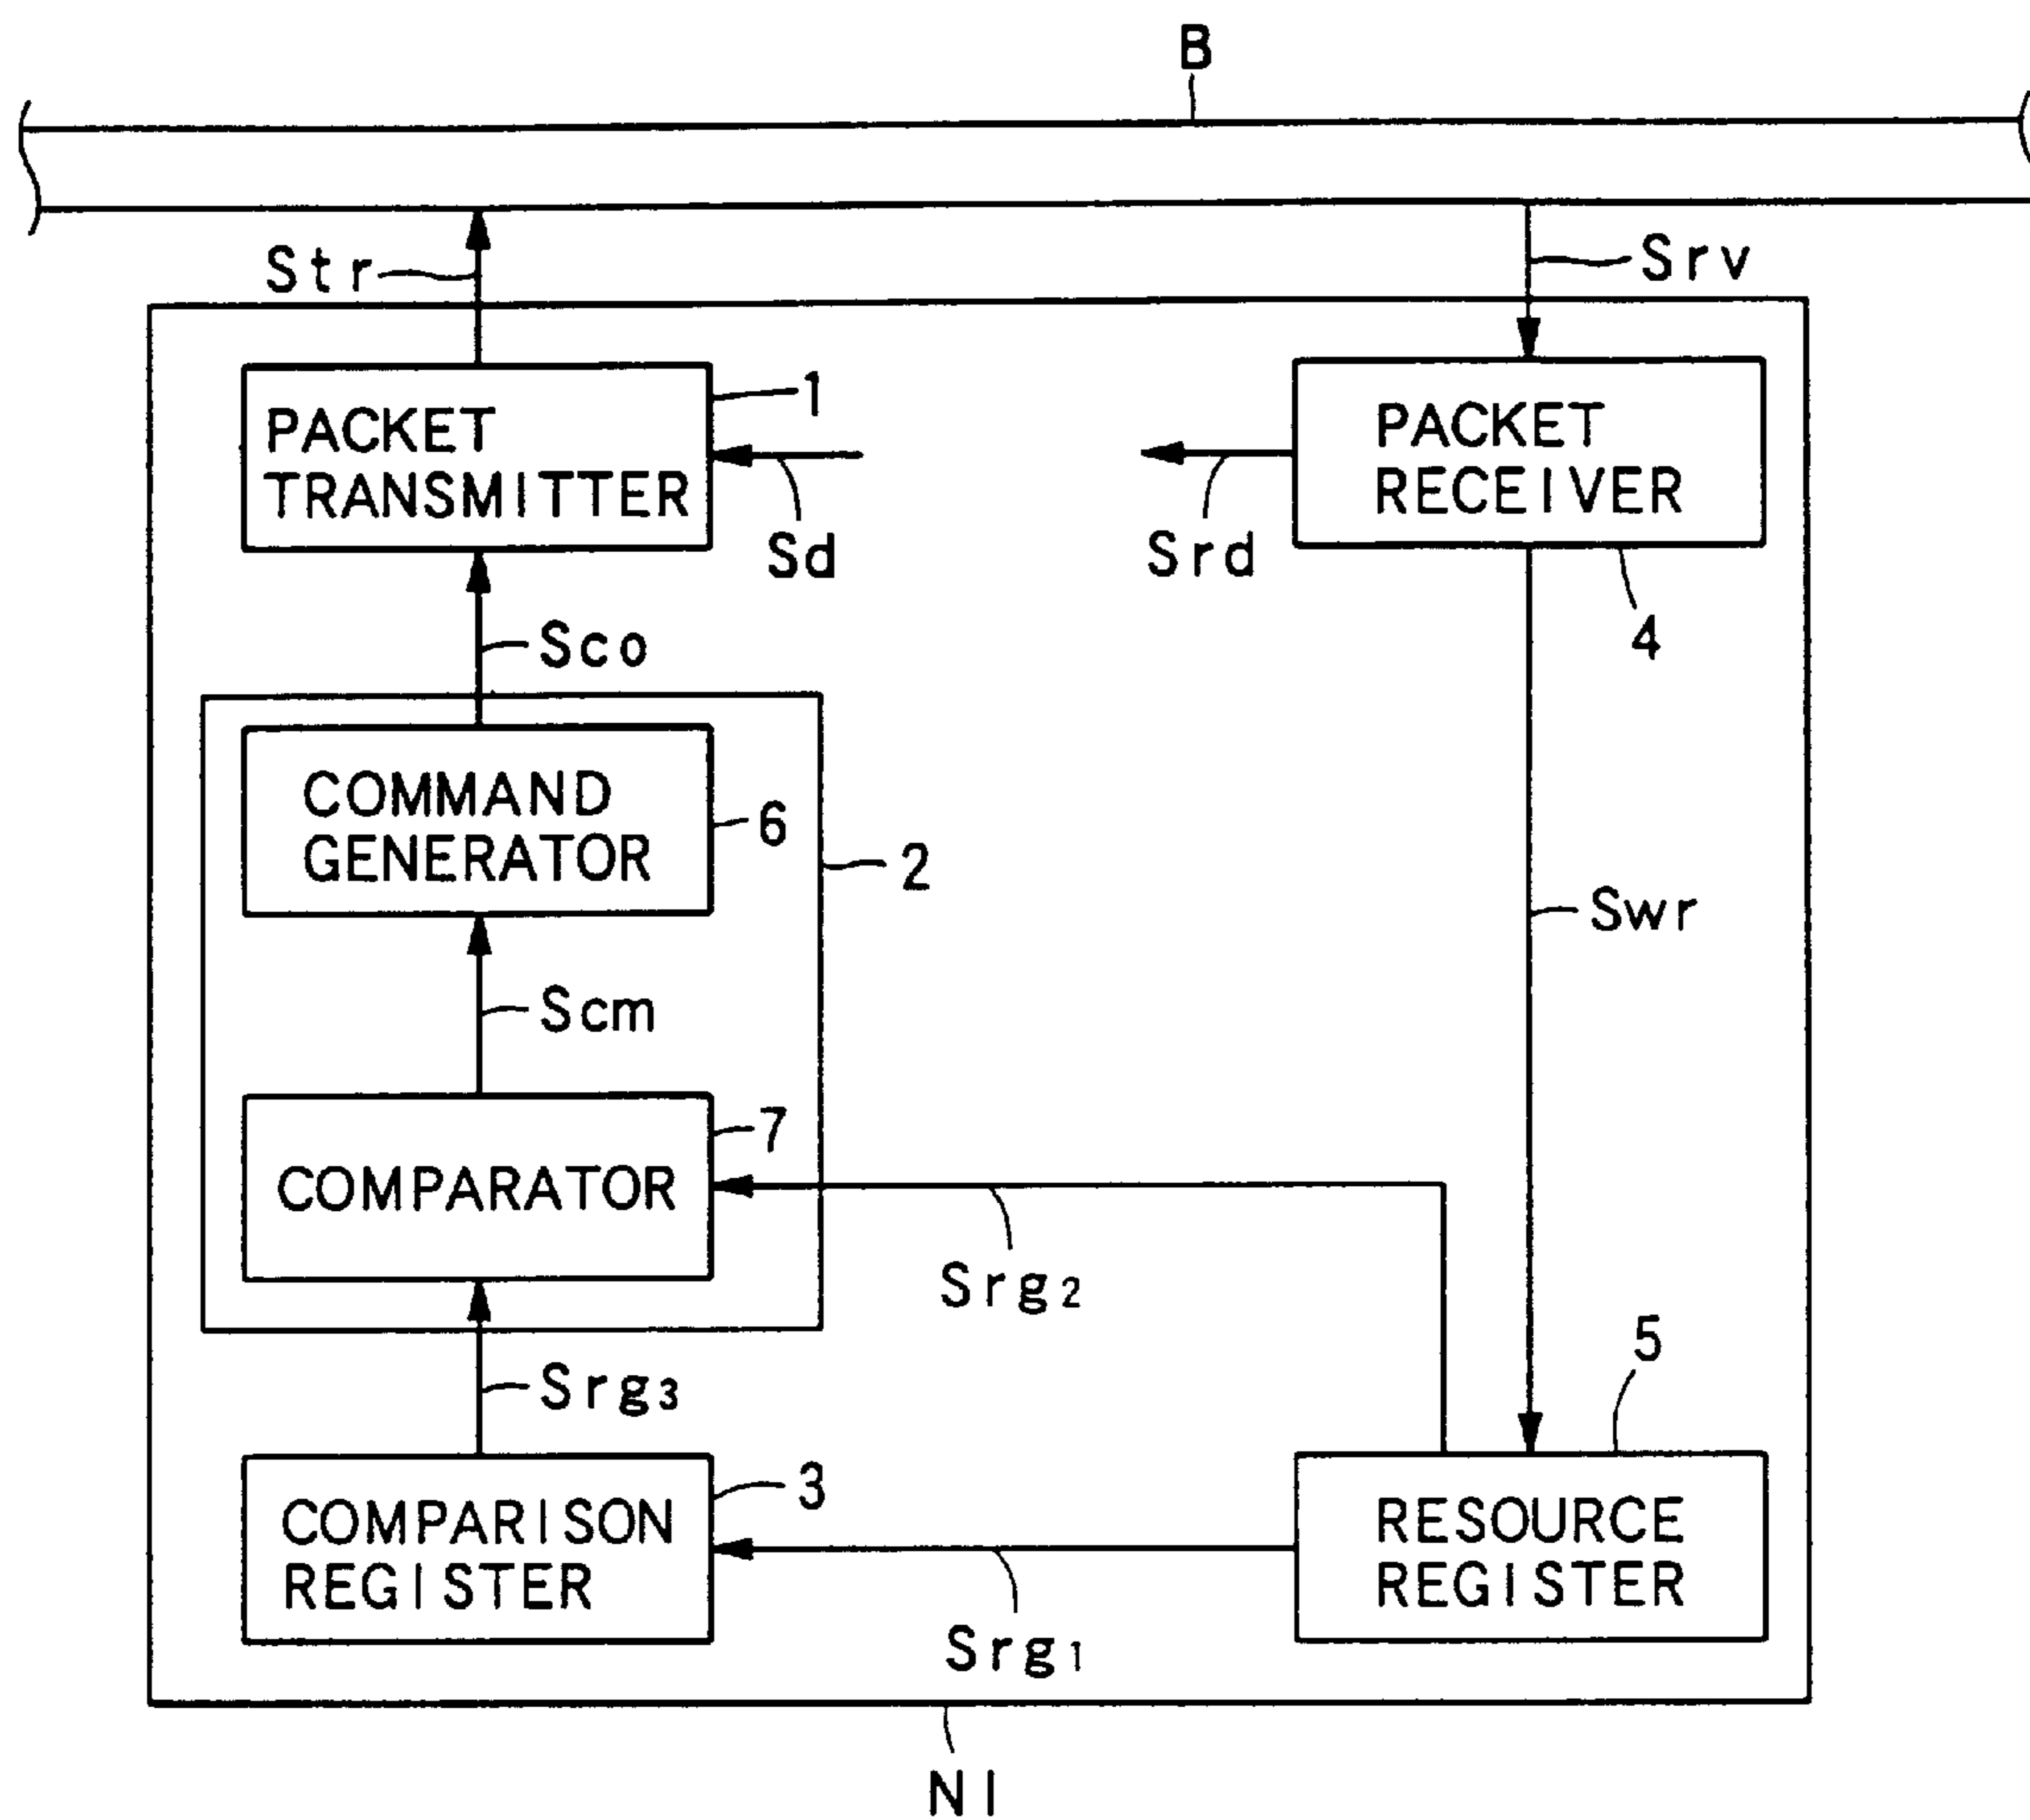 B
Str
Srv
PACKET
TRANSMITTER
1
Sd
PACKET
RECEIVER
Srd
4
Sco
COMMAND
GENERATOR
6
2
Swr
Scm
COMPARATOR
7
Srg2
5
Srg3
COMPARISON
REGISTER
3
RESOURCE
REGISTER
Srg1
NI